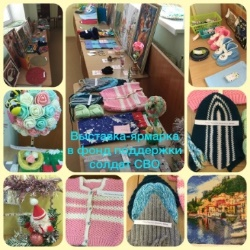 Выставка-ярмарка
в фонд поддержки
солдат СВО